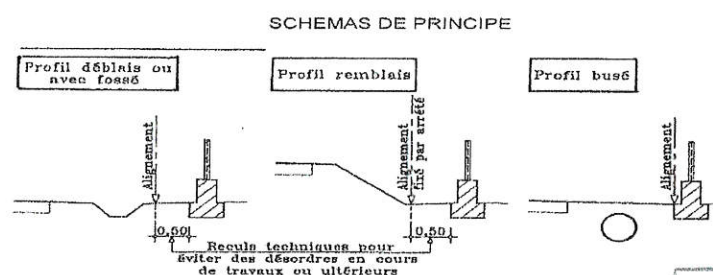 SCHEMAS DE PRINCIPE
Profil déblais ou
avec fossé
Profil remblais
Profil busé
Alignement
Alignement
fixé par arrêté
Alignement
0,50
0,50
Reculs techniques pour
éviter des désordres en cours
de travaux ou ultérieurs